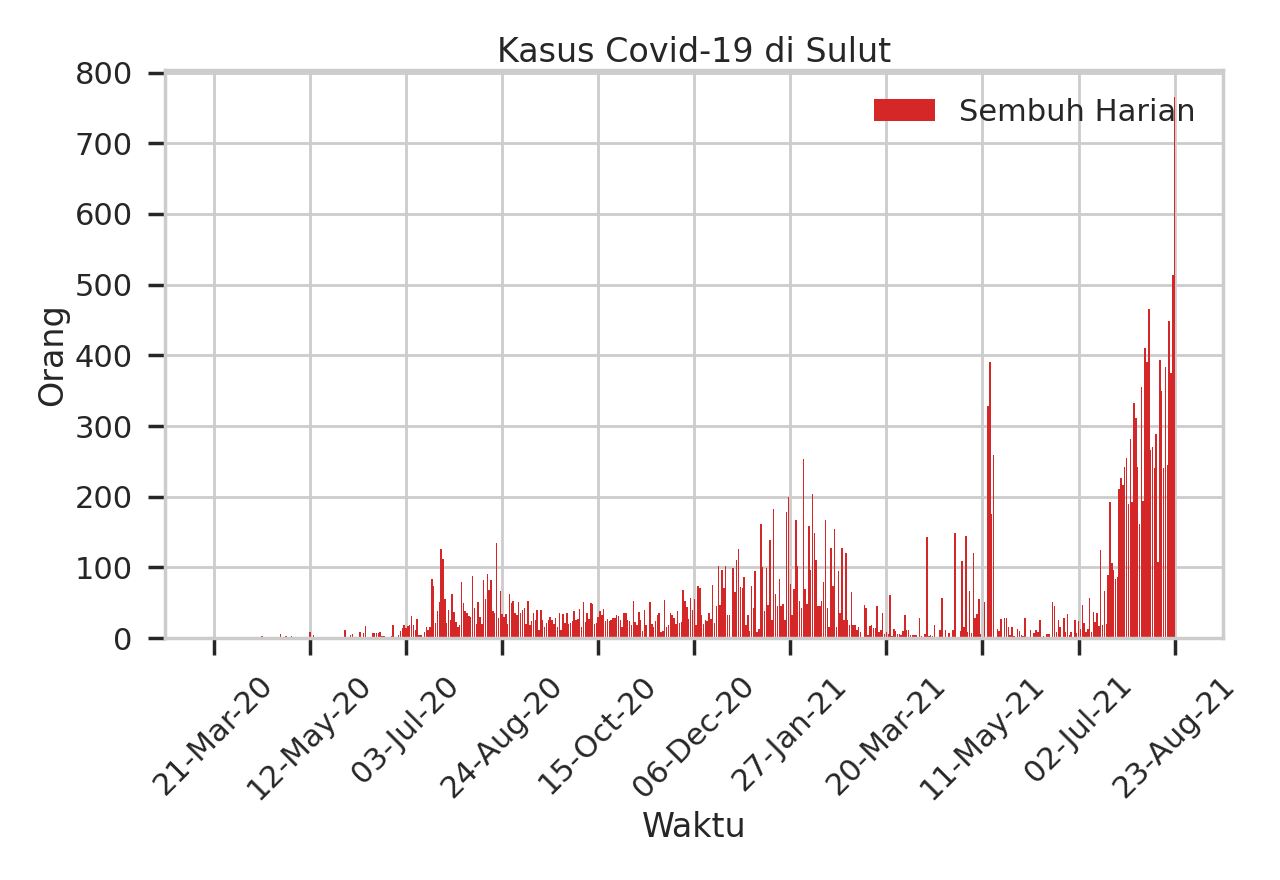 Kasus Covid-19 di Sulut
Sembuh Harian
Orang
800
700
600
500
400
300
200
100
0
21-Mar-20
12-May-20
03-Jul-20
24-Aug-20
15-Oct-20
06-Dec-20
27-Jan-21
20-Mar-21
11-May-21
02-Jul-21
23-Aug-21
Waktu